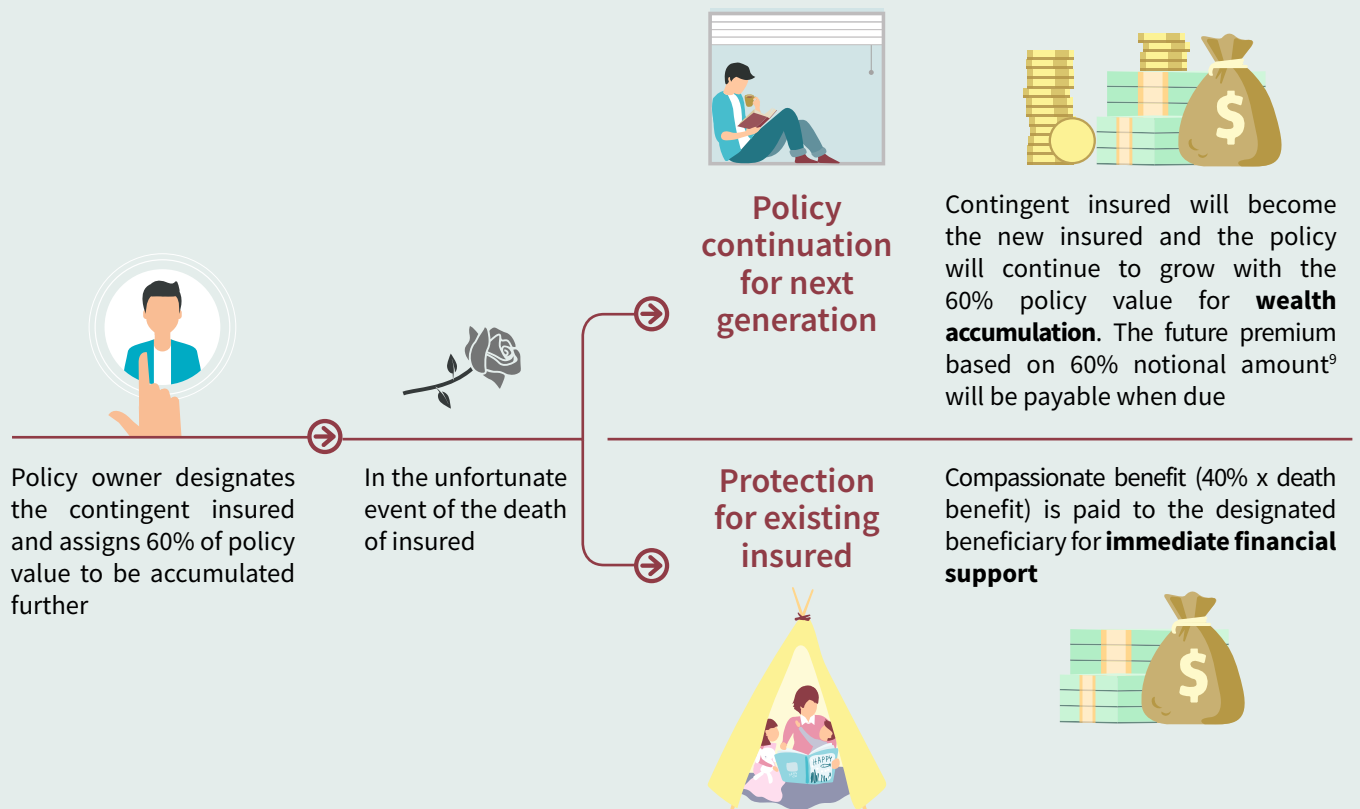 Policy
continuation
for next
generation
Contingent insured will become
the new insured and the policy
will continue to grow with the
60% policy value for wealth
accumulation. The future premium
based on 60% notional amount⁹
will be payable when due
Policy owner designates
the contingent insured
and assigns 60% of policy
value to be accumulated
further
In the unfortunate
event of the death
of insured
Protection
for existing
insured
Compassionate benefit (40% x death
benefit) is paid to the designated
beneficiary for immediate financial
support
$
$
HAPPY